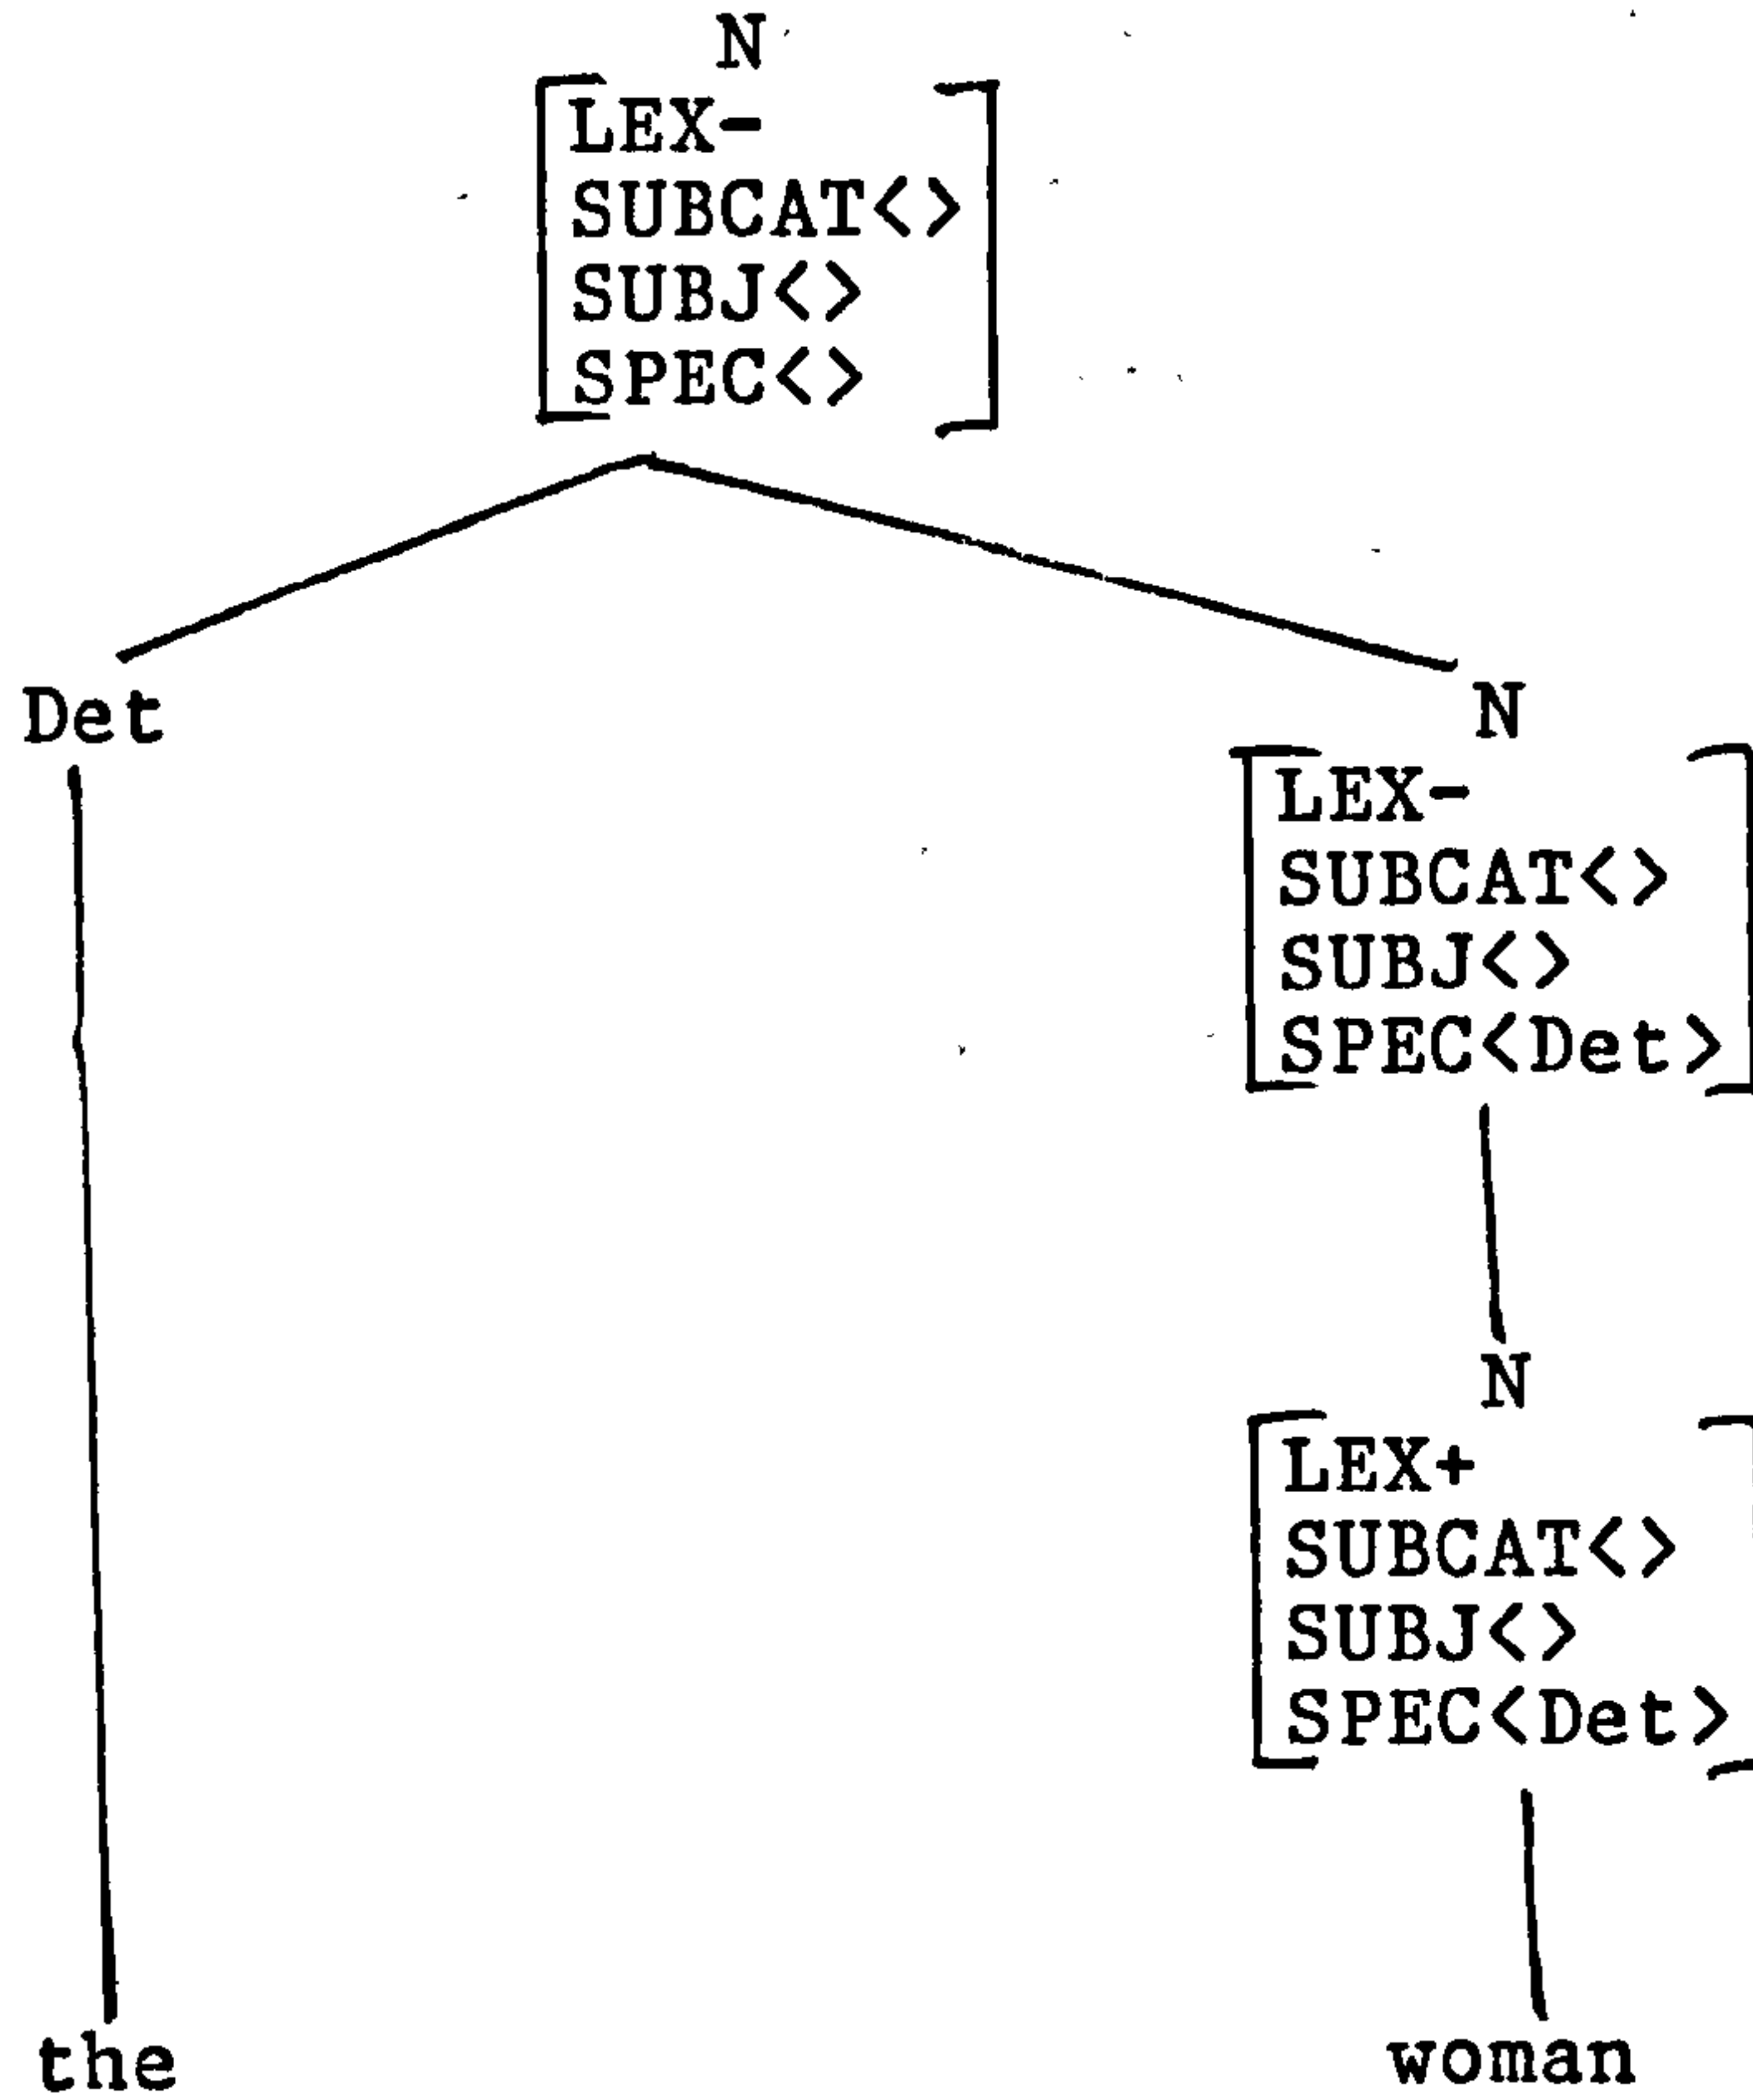 N
LEX-
SUBCAT<>
SUBJ<>
SPEC<>
Det
N
LEX-
SUBCAT<>
SUBJ<>
SPEC<Det>
N
LEX+
SUBCAT<>
SUBJ<>
SPEC<Det>
the
woman